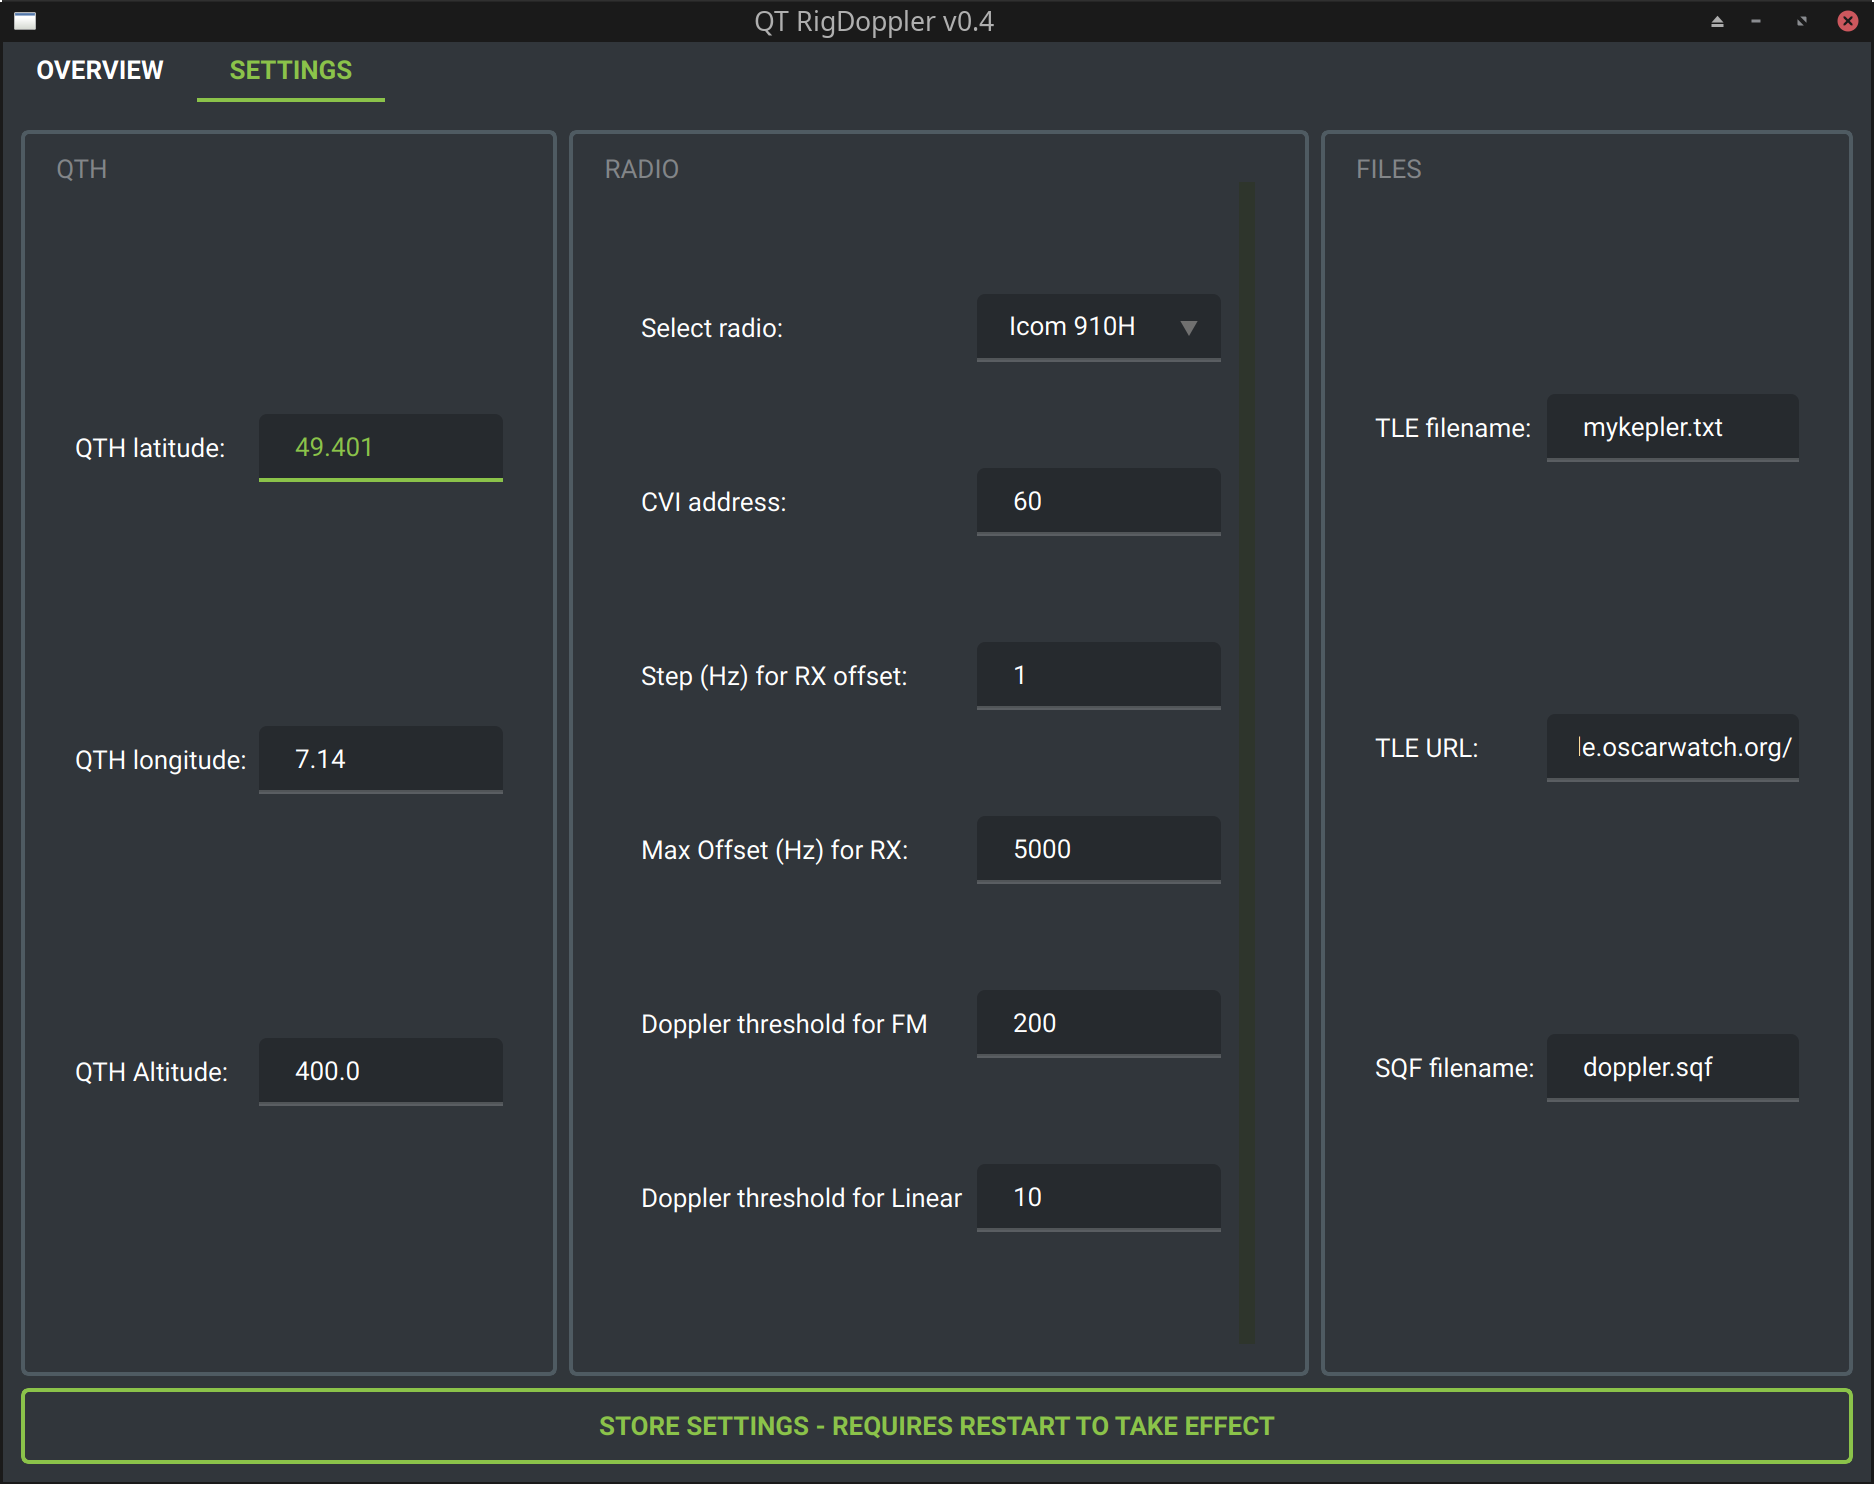 QT RigDoppler v0.4
OVERVIEW SETTINGS
QTH
QTH latitude: 49.401
QTH longitude: 7.14
QTH Altitude: 400.0
RADIO
Select radio: Icom 910H
CVI address: 60
Step (Hz) for RX offset: 1
Max Offset (Hz) for RX: 5000
Doppler threshold for FM 200
Doppler threshold for Linear 10
FILES
TLE filename: mykepler.txt
TLE URL: le.oscarwatch.org/
SQF filename: doppler.sqf
STORE SETTINGS - REQUIRES RESTART TO TAKE EFFECT